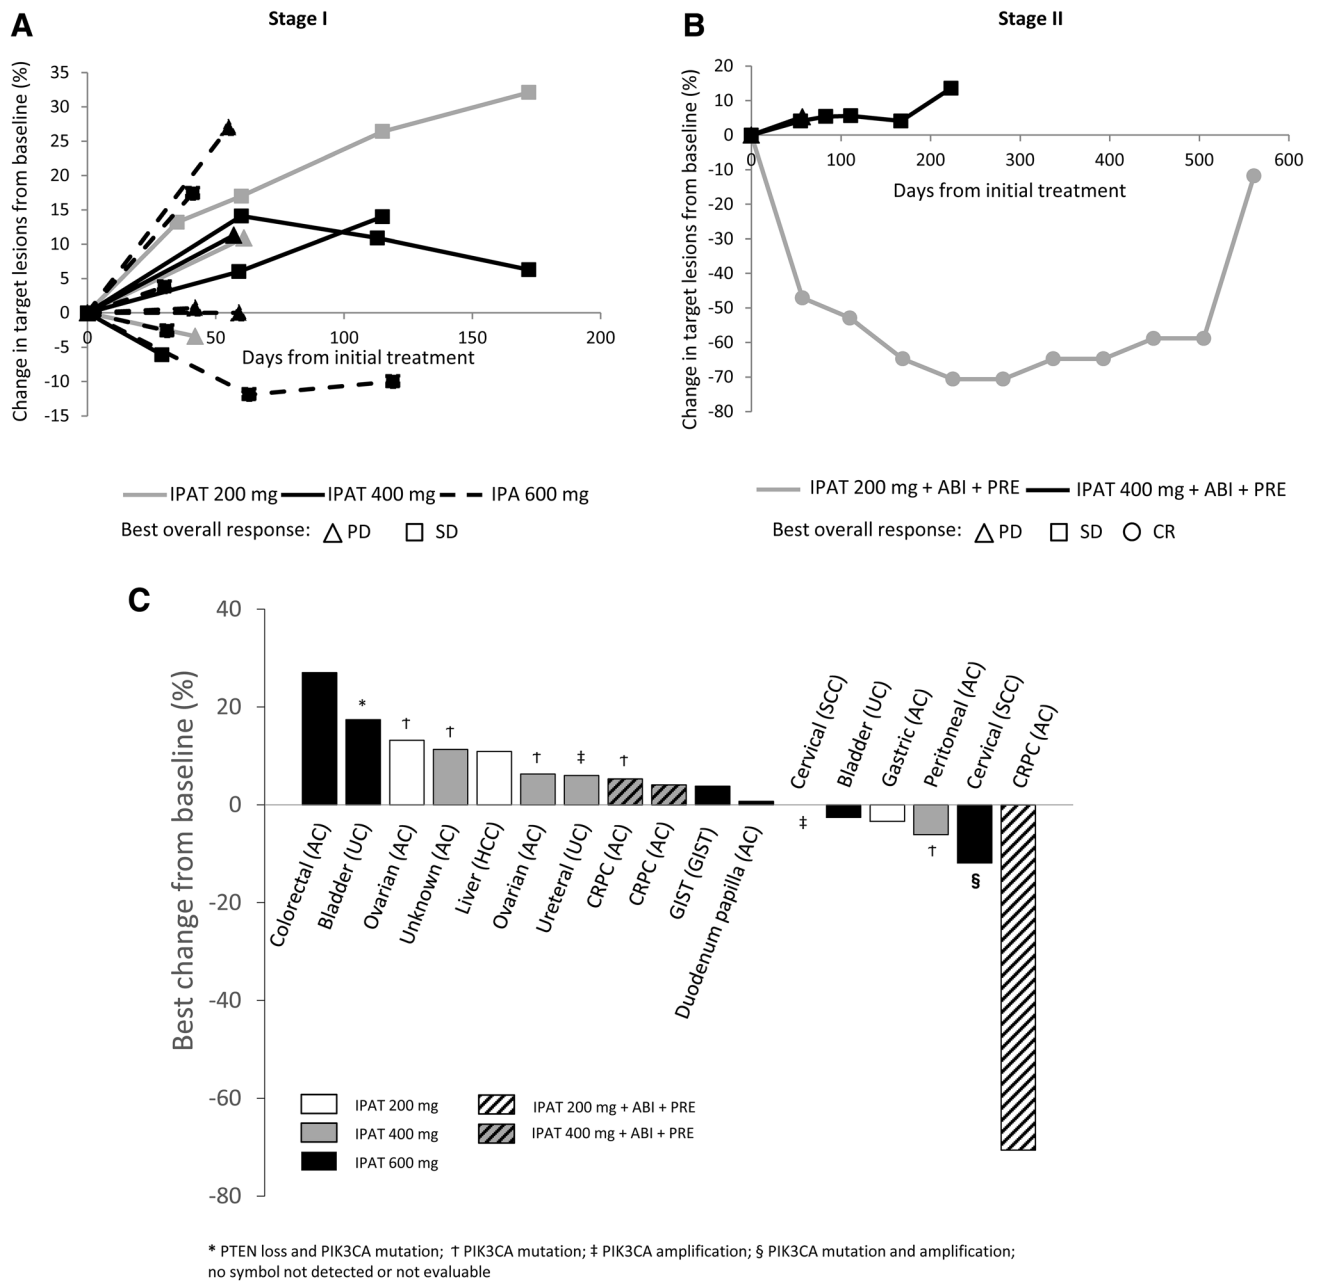 A
Stage I
Change in target lesions from baseline (%)
35
30
25
20
15
10
5
0
-5
-10
-15
0
50
100
150
200
Days from initial treatment
IPAT 200 mg
IPAT 400 mg
IPA 600 mg
Best overall response:
PD
SD
B
Stage II
Change in target lesions from baseline (%)
20
10
0
-10
-20
-30
-40
-50
-60
-70
-80
0
100
200
300
400
500
600
Days from initial treatment
IPAT 200 mg + ABI + PRE
IPAT 400 mg + ABI + PRE
Best overall response:
PD
SD
CR
C
Best change from baseline (%)
40
20
0
-20
-40
-60
-80
*
†
†
†
‡
†
‡
†
§
Colorectal (AC)
Bladder (UC)
Ovarian (AC)
Unknown (AC)
Liver (HCC)
Ovarian (AC)
Ureteral (UC)
CRPC (AC)
CRPC (AC)
GIST (GIST)
Duodenum papilla (AC)
Cervical (SCC)
Bladder (UC)
Gastric (AC)
Peritoneal (AC)
Cervical (SCC)
CRPC (AC)
IPAT 200 mg
IPAT 400 mg
IPAT 600 mg
IPAT 200 mg + ABI + PRE
IPAT 400 mg + ABI + PRE
* PTEN loss and PIK3CA mutation; † PIK3CA mutation; ‡ PIK3CA amplification; § PIK3CA mutation and amplification;
no symbol not detected or not evaluable